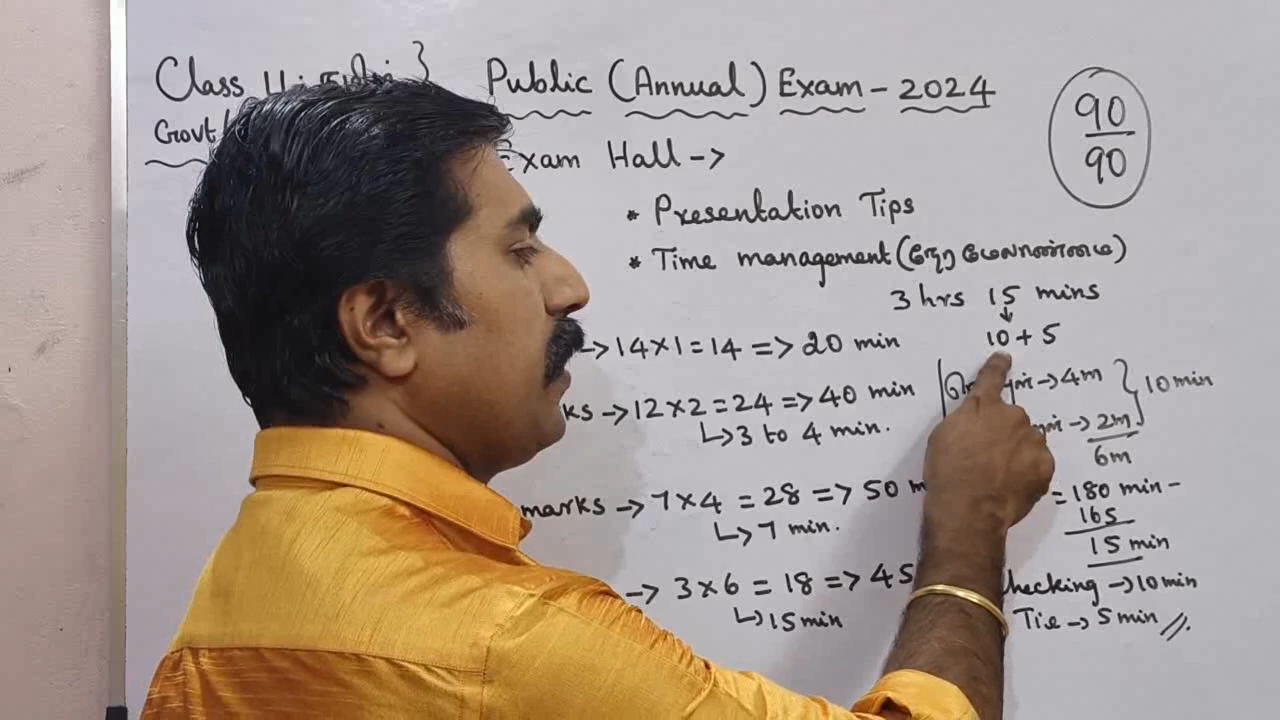 Class 11
Public (Annual) Exam - 2024
90
90
Govt/
Exam Hall ->
* Presentation Tips
* Time management (நேர மேலாண்மை)
3 hrs 15 mins
10 + 5
->14×1=14 => 20 min
->4m
10 min
ks ->12×2=24 => 40 min
->3 to 4 min.
-> 2m
6m
marks -> 7×4 = 28 => 50 m
->7 min.
= 180 min -
165
15 min
-> 3×6 = 18 => 45
->15 min
checking ->10 min
Tie -> 5 min //.